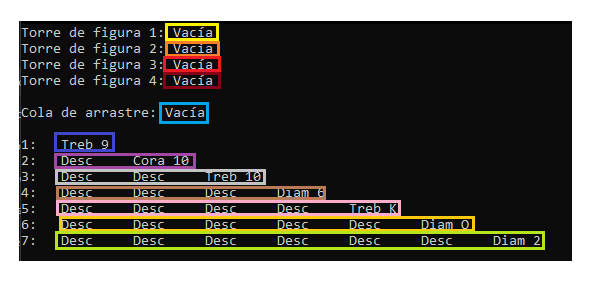 Torre de figura 1: Vacía
Torre de figura 2: Vacía
Torre de figura 3: Vacía
Torre de figura 4: Vacía
Cola de arrastre: Vacía
1: Treb 9
2: Desc Cora 10
3: Desc Desc Treb 10
4: Desc Desc Desc Diam 6
5: Desc Desc Desc Desc Treb K
6: Desc Desc Desc Desc Desc Diam Q
7: Desc Desc Desc Desc Desc Desc Diam 2